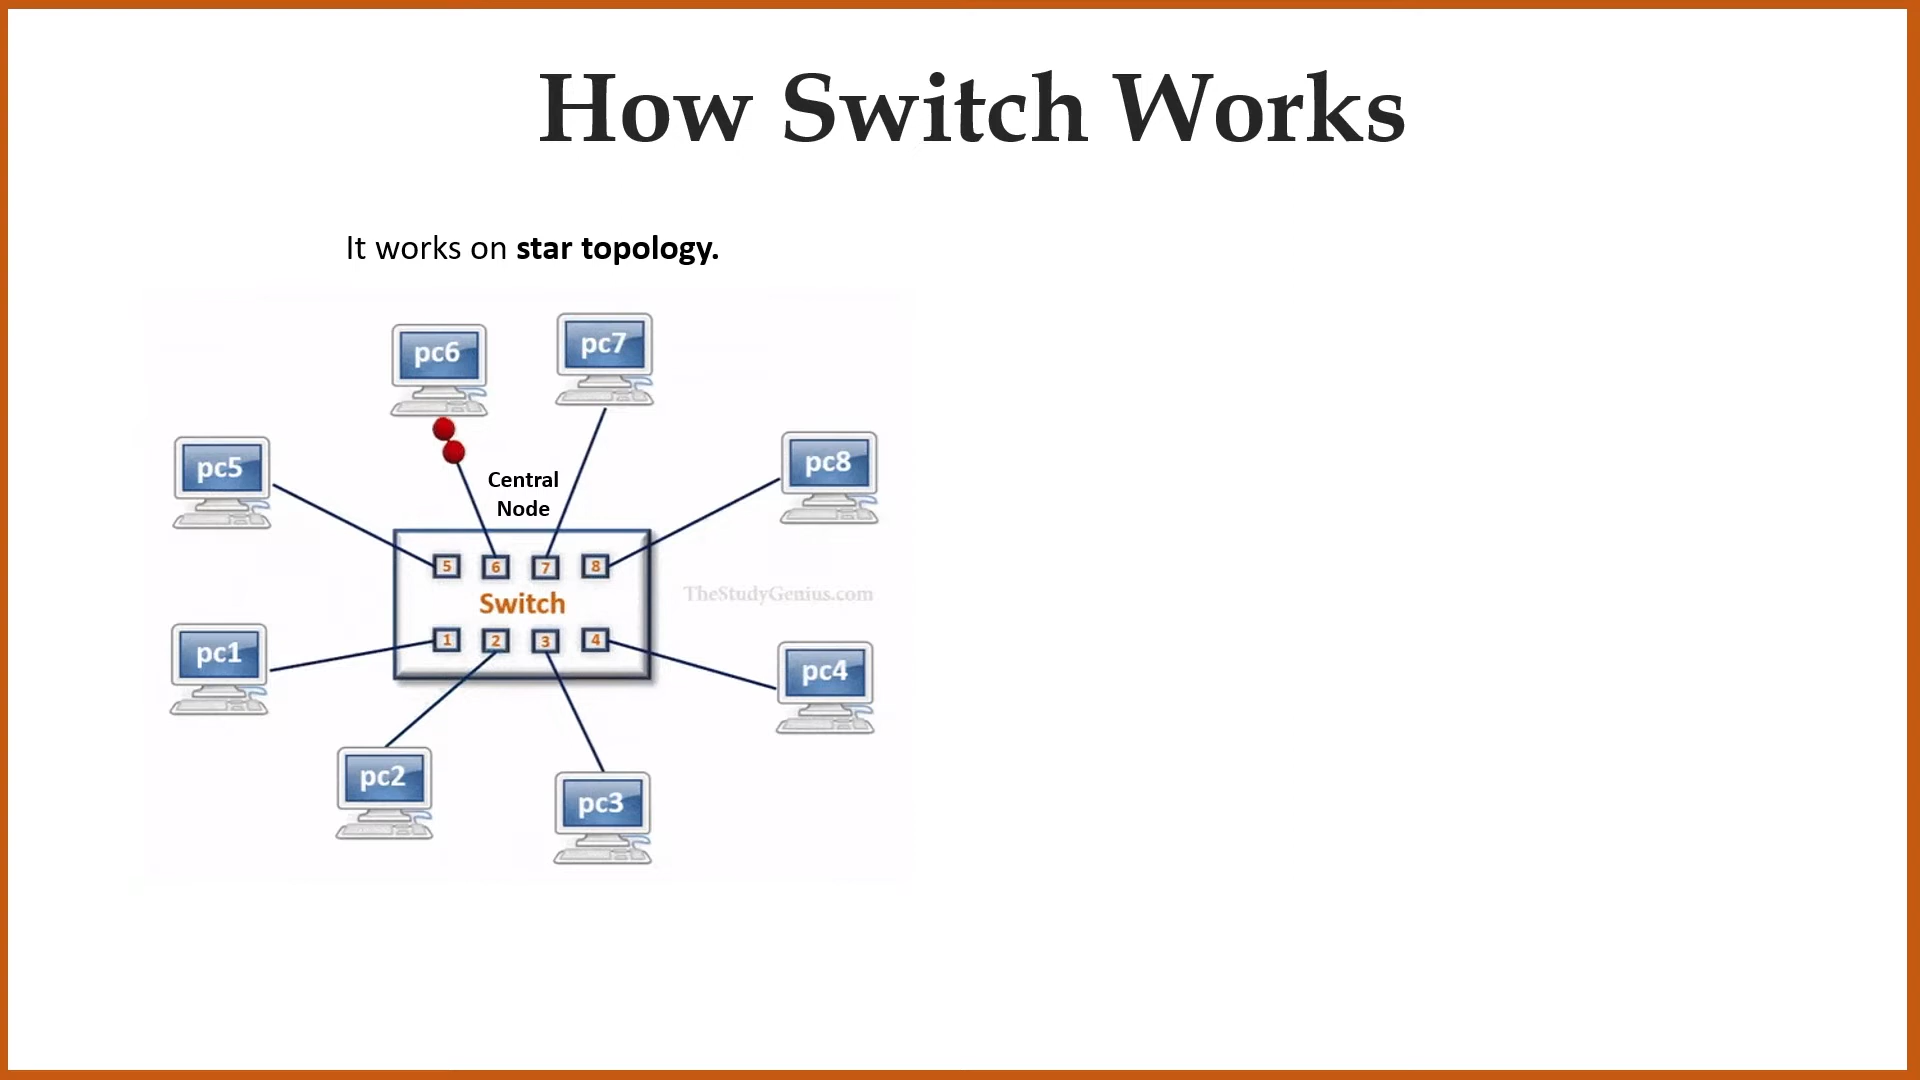 How Switch Works
It works on star topology.
pc6
pc7
pc5
pc8
Central
Node
5 6 7 8
Switch
TheStudyGenius.com
1 2 3 4
pc1
pc4
pc2
pc3